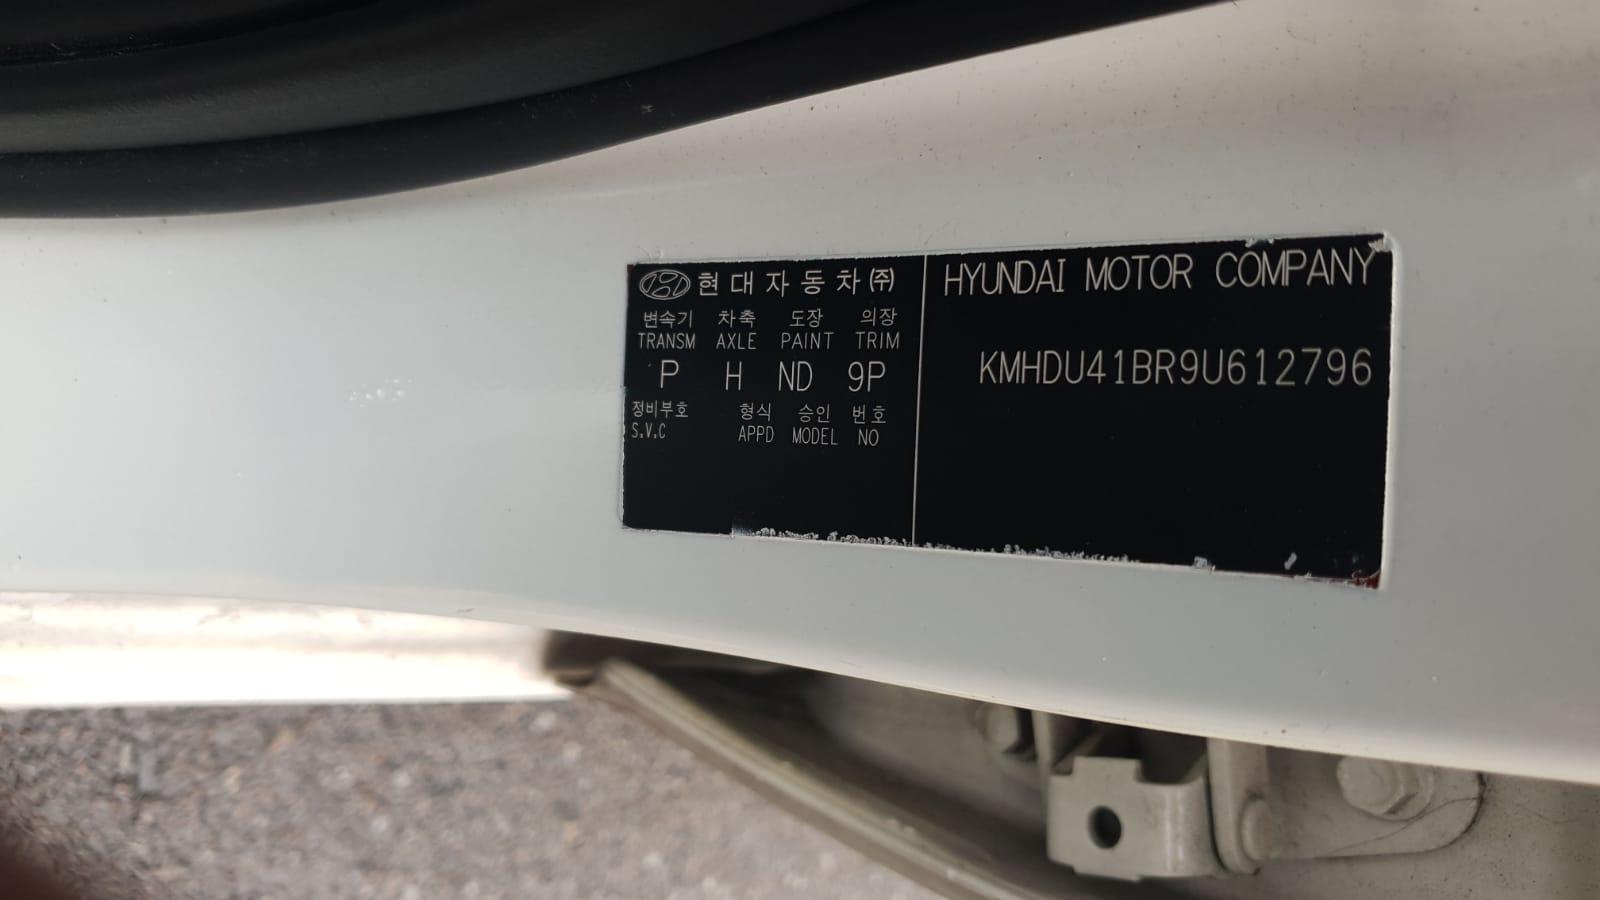 현대자동차㈜
변속기 차축 도장 의장
TRANSM AXLE PAINT TRIM
P H ND 9P
정비부호 형식 승인 번호
S.V.C APPD MODEL NO
HYUNDAI MOTOR COMPANY
KMHDU41BR9U612796